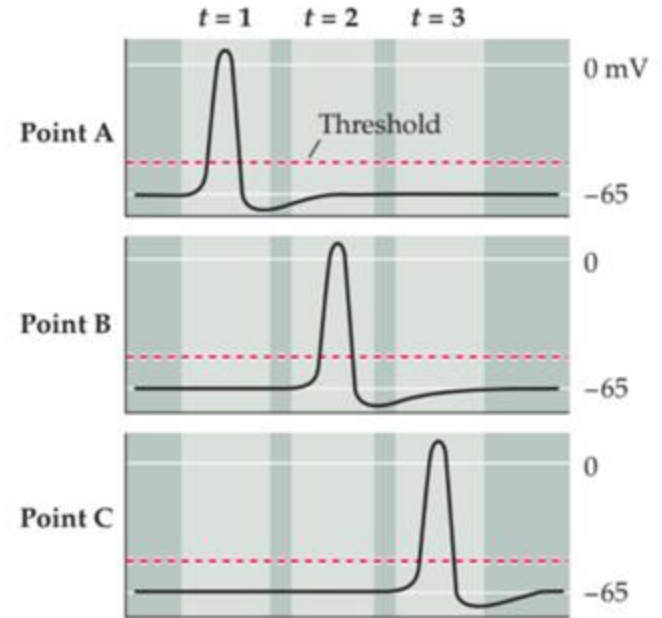 t = 1 t = 2 t = 3
0 mV
Point A
Threshold
−65
0
Point B
−65
0
Point C
−65